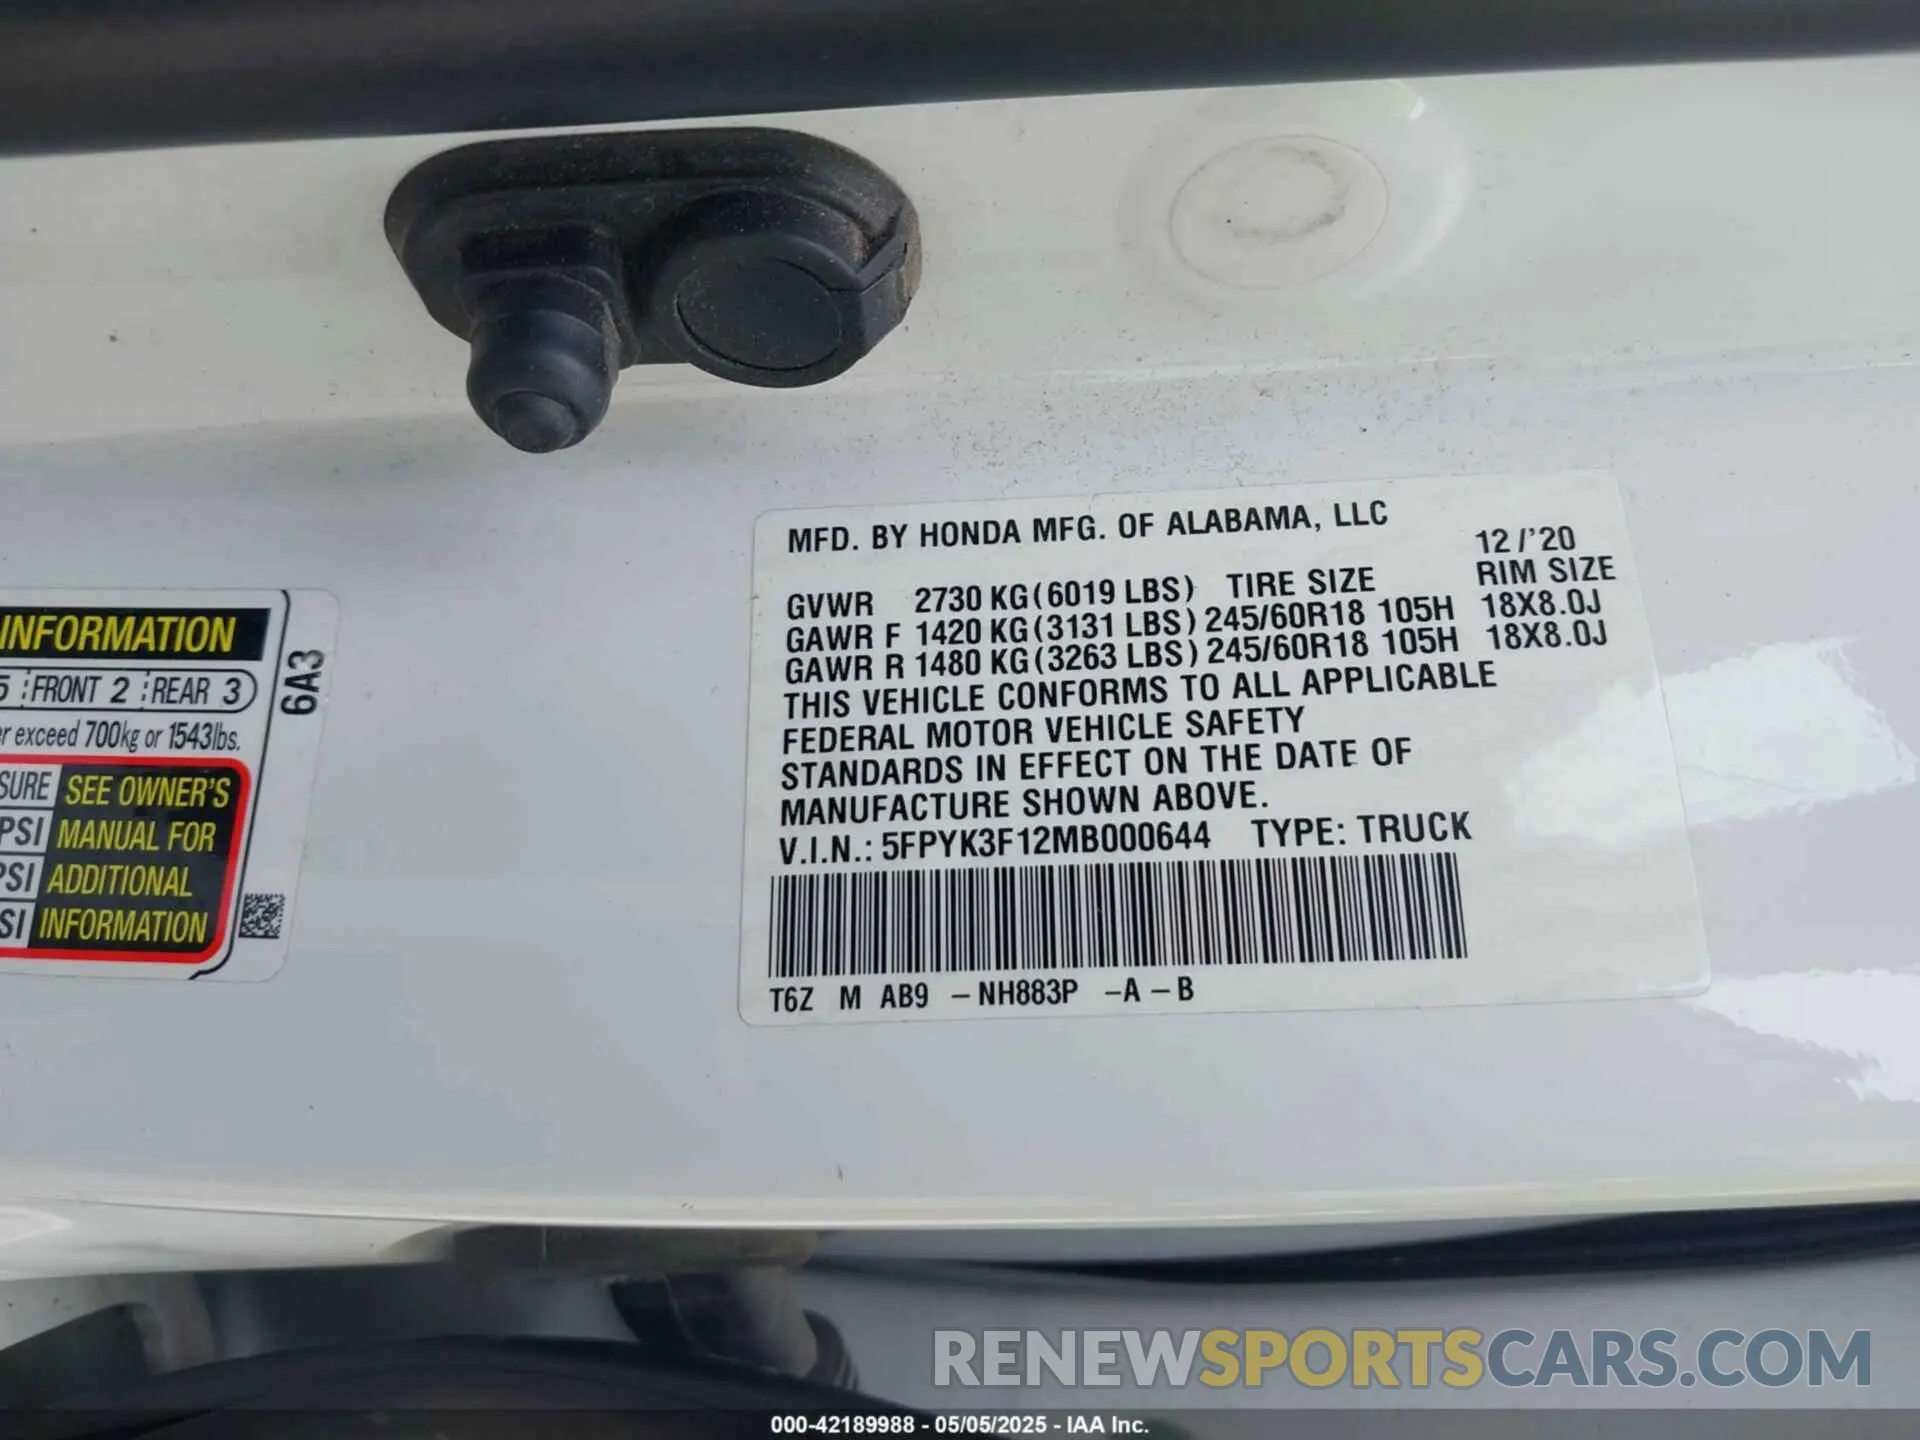 MFD. BY HONDA MFG. OF ALABAMA, LLC
12/'20
GVWR 2730 KG (6019 LBS) TIRE SIZE RIM SIZE
GAWR F 1420 KG (3131 LBS) 245/60R18 105H 18X8.0J
GAWR R 1480 KG (3263 LBS) 245/60R18 105H 18X8.0J
THIS VEHICLE CONFORMS TO ALL APPLICABLE
FEDERAL MOTOR VEHICLE SAFETY
STANDARDS IN EFFECT ON THE DATE OF
MANUFACTURE SHOWN ABOVE.
V.I.N.: 5FPYK3F12MB000644 TYPE: TRUCK
T6Z M AB9 -NH883P -A -B
INFORMATION
5 FRONT 2 REAR 3
exceed 700kg or 1543lbs.
6A3
SEE OWNER'S
PSI MANUAL FOR
PSI ADDITIONAL
INFORMATION
RENEWSPORTSCARS.COM
000-42189988 - 05/05/2025 - IAA Inc.